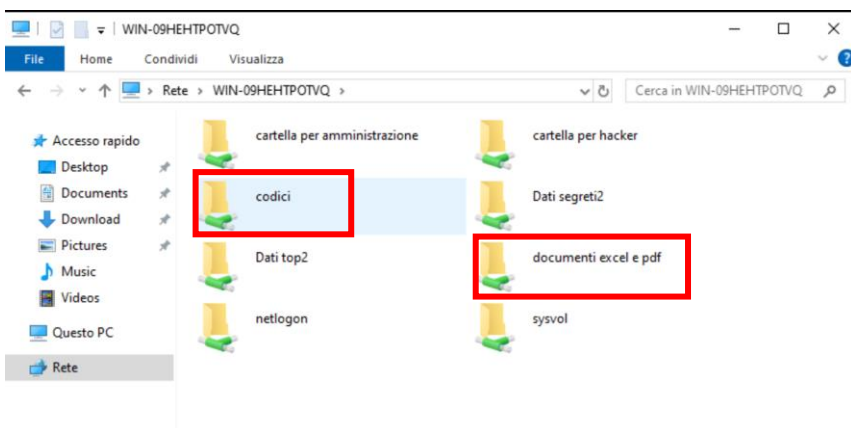 WIN-09HEHTPOTVQ
File Home Condividi Visualizza
Rete > WIN-09HEHTPOTVQ > Cerca in WIN-09HEHTPOTVQ
Accesso rapido
Desktop
Documents
Download
Pictures
Music
Videos
Questo PC
Rete
cartella per amministrazione cartella per hacker
codici Dati segreti2
Dati top2 documenti excel e pdf
netlogon sysvol